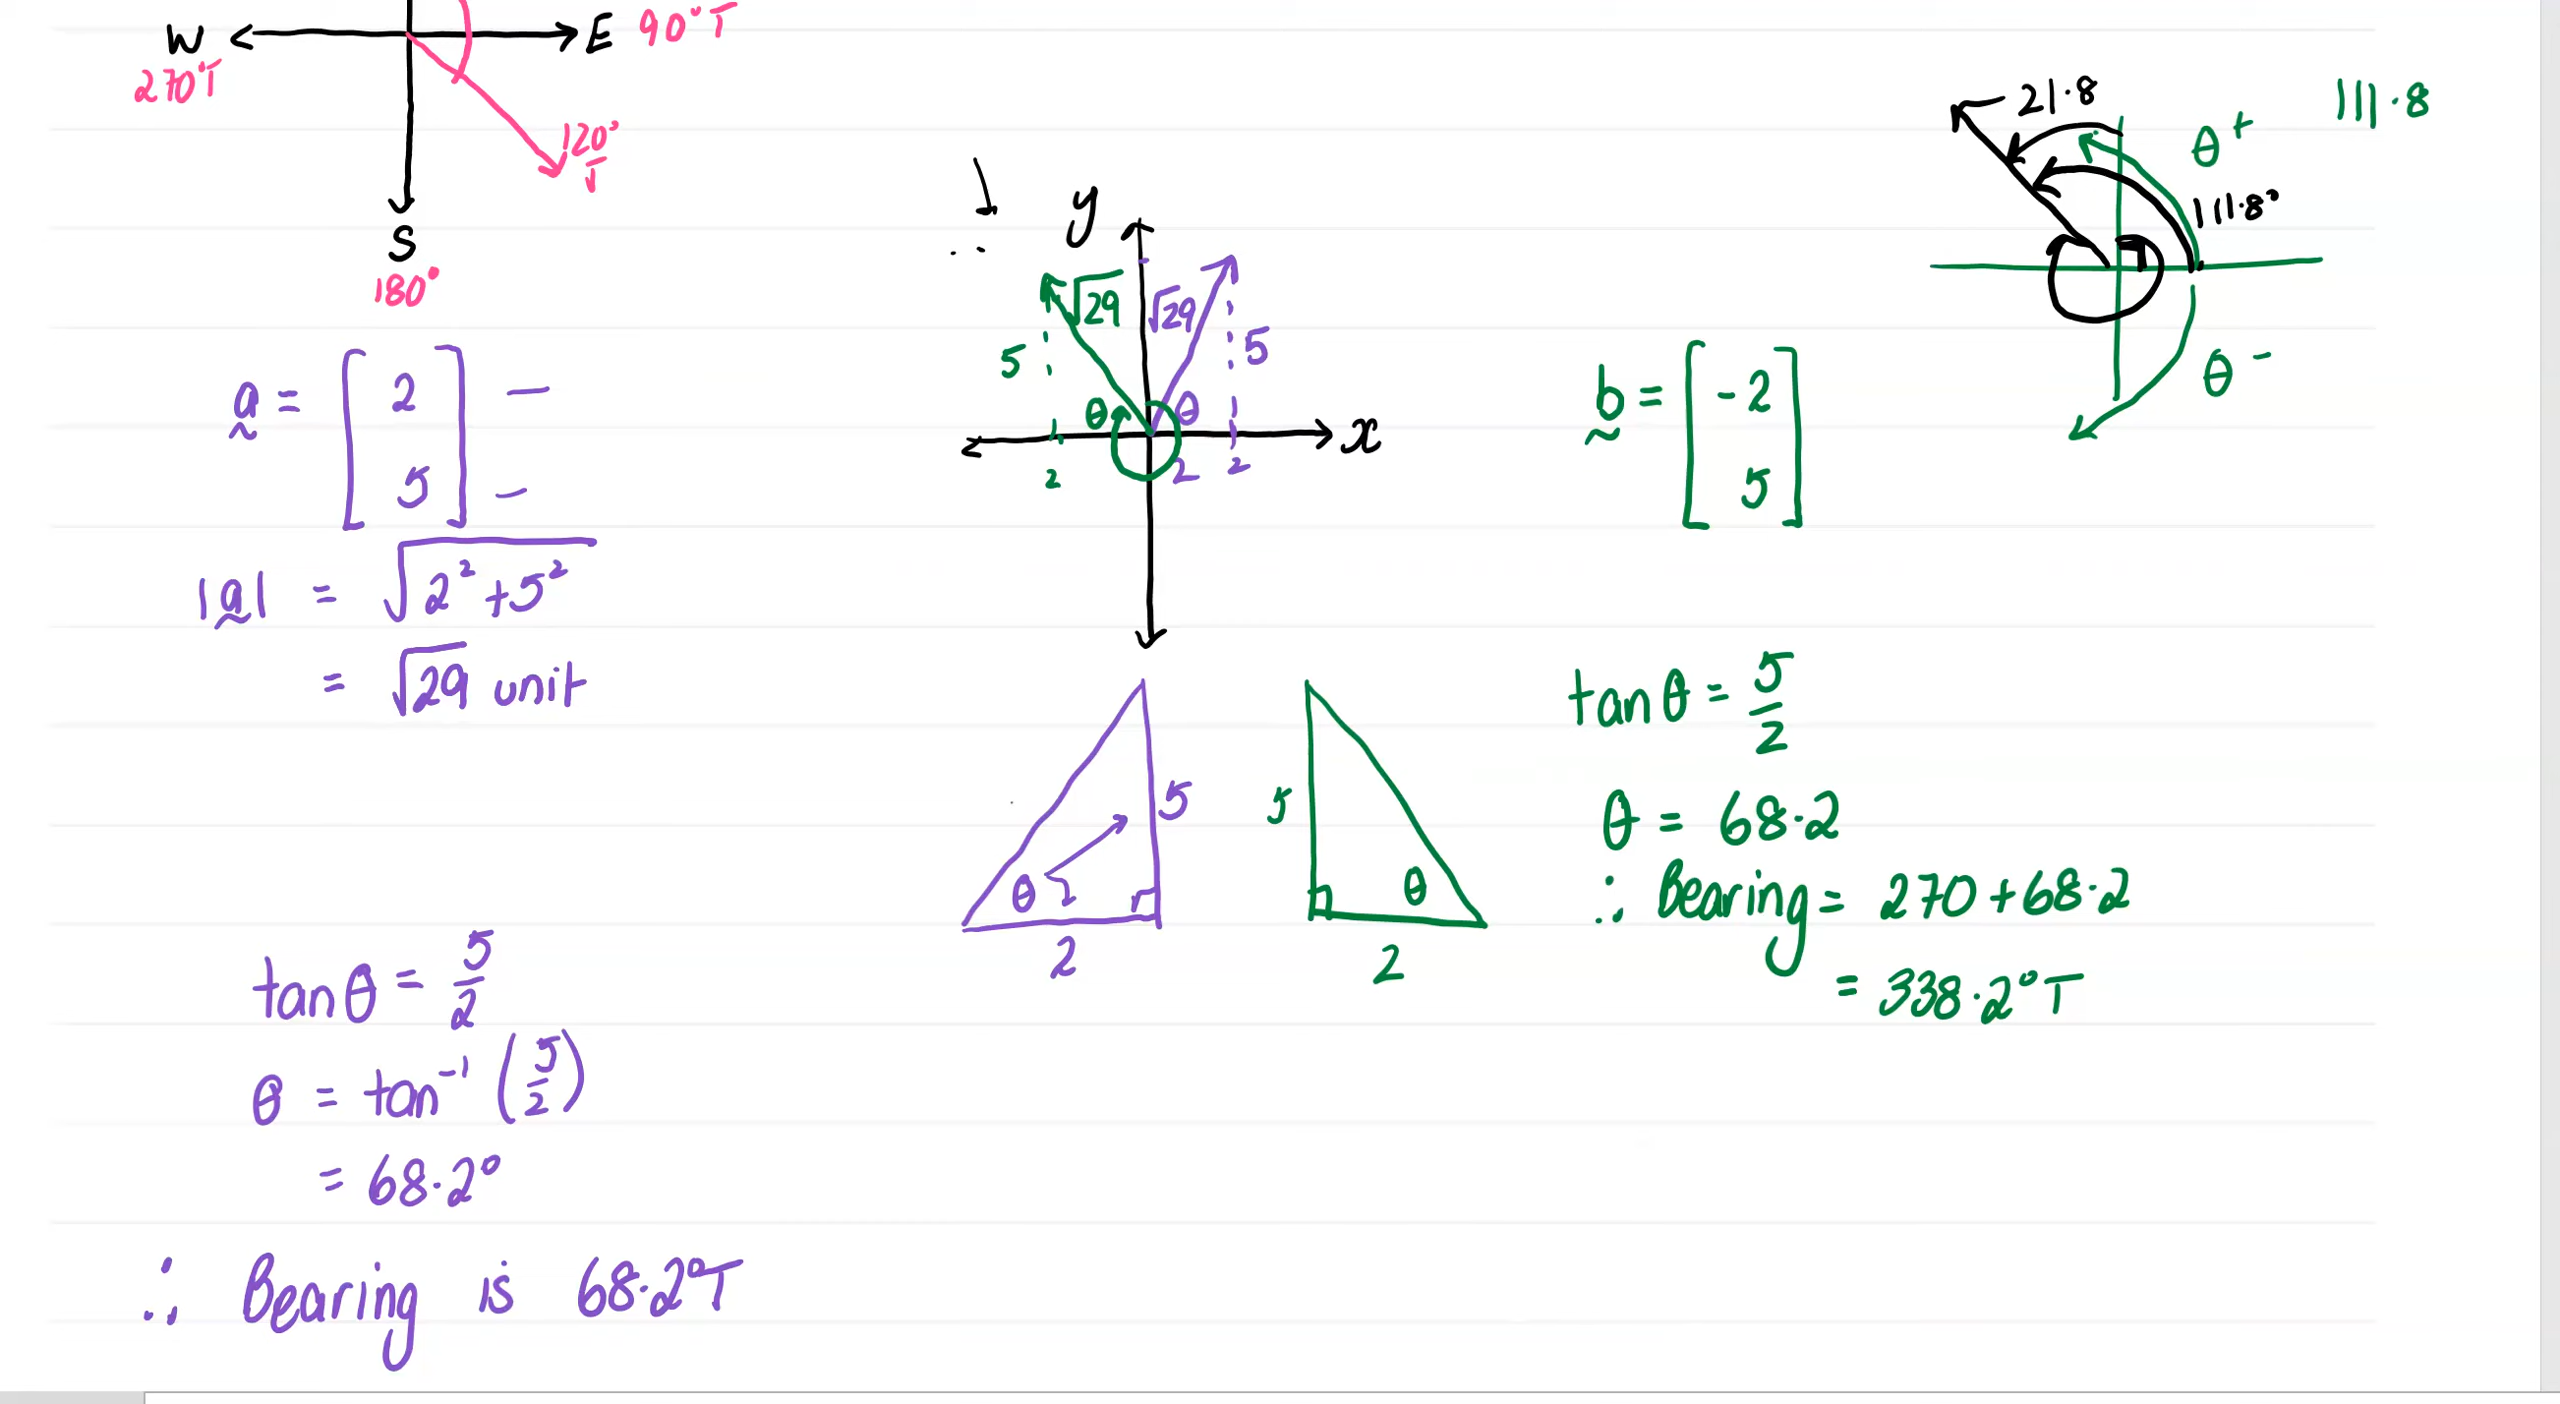 W E 90°T
270°T
120°
T
S
180°
a = [ 2
5 ]
|a| = √2² + 5²
= √29 unit
tanθ = 5/2
θ = tan⁻¹ (5/2)
= 68.2°
∴ Bearing is 68.2°T
y
√29 √29
5 5
θ θ
x
2 2 2
5
θ
2
5
θ
2
21.8
θ +
111.8
111.8°
θ -
b = [ -2
5 ]
tanθ = 5/2
θ = 68.2
∴ Bearing = 270 + 68.2
= 338.2°T